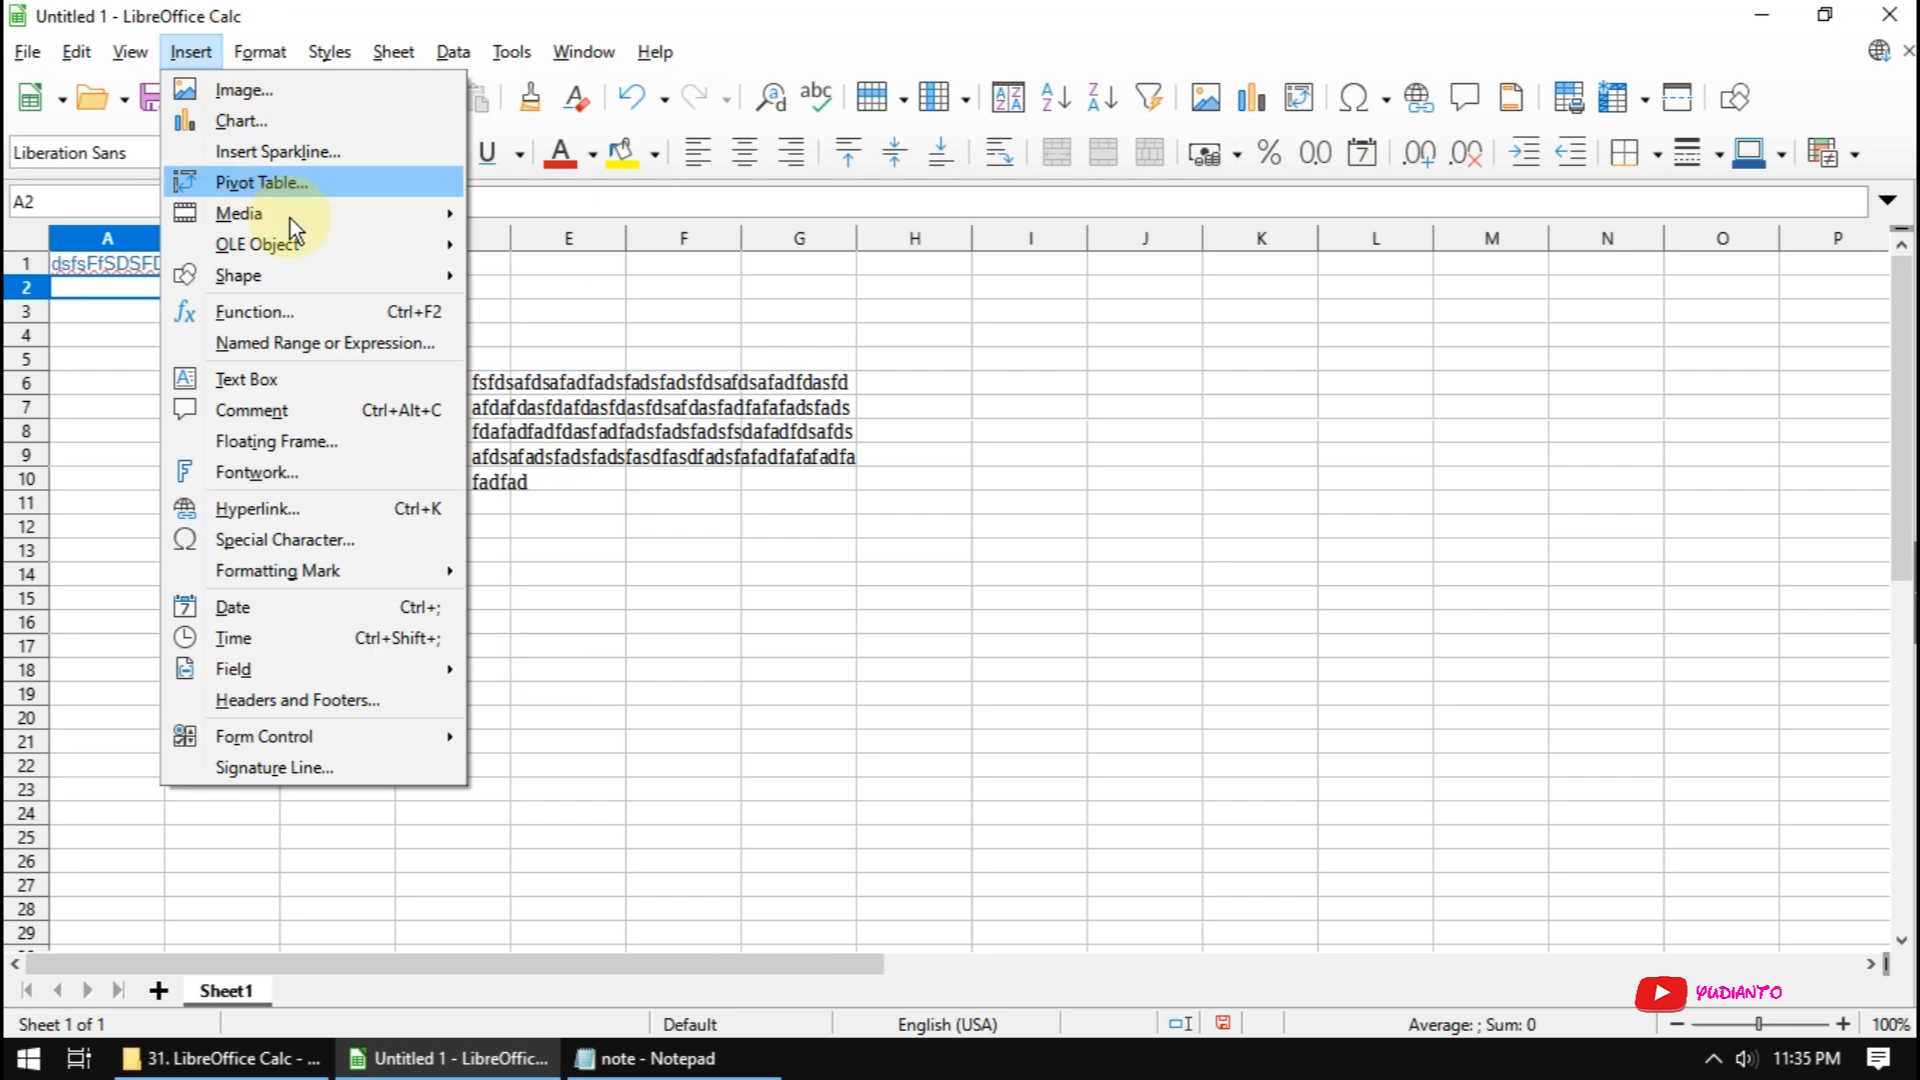 Untitled 1 - LibreOffice Calc
File Edit View Insert Format Styles Sheet Data Tools Window Help
Liberation Sans
A2
Image...
Chart...
Insert Sparkline...
Pivot Table...
Media
OLE Object
Shape
Function... Ctrl+F2
Named Range or Expression...
Text Box
Comment Ctrl+Alt+C
Floating Frame...
Fontwork...
Hyperlink... Ctrl+K
Special Character...
Formatting Mark
Date Ctrl+;
Time Ctrl+Shift+;
Field
Headers and Footers...
Form Control
Signature Line...
A E F G H I J K L M N O P
1 dsfsFfSDSFD
2
3
4
5
6 fsfdsafdsafadfadsfadsfadsfdsafdsafadfdasfd
7 afdafdasfdafdasfdasfdsafdasfadfafafadsfads
8 fdafadfadfdasfadfadsfadsfadsfsdafadfdsafds
9 afdsafadsfadsfadsfasdfasdfadsfafadfafafadfa
10 fadfad
11
12
13
14
15
16
17
18
19
20
21
22
23
24
25
26
27
28
29
Sheet1
YUDIANTO
Sheet 1 of 1 Default English (USA) Average: ; Sum: 0 100%
31. LibreOffice Calc - ... Untitled 1 - LibreOffic... note - Notepad 11:35 PM